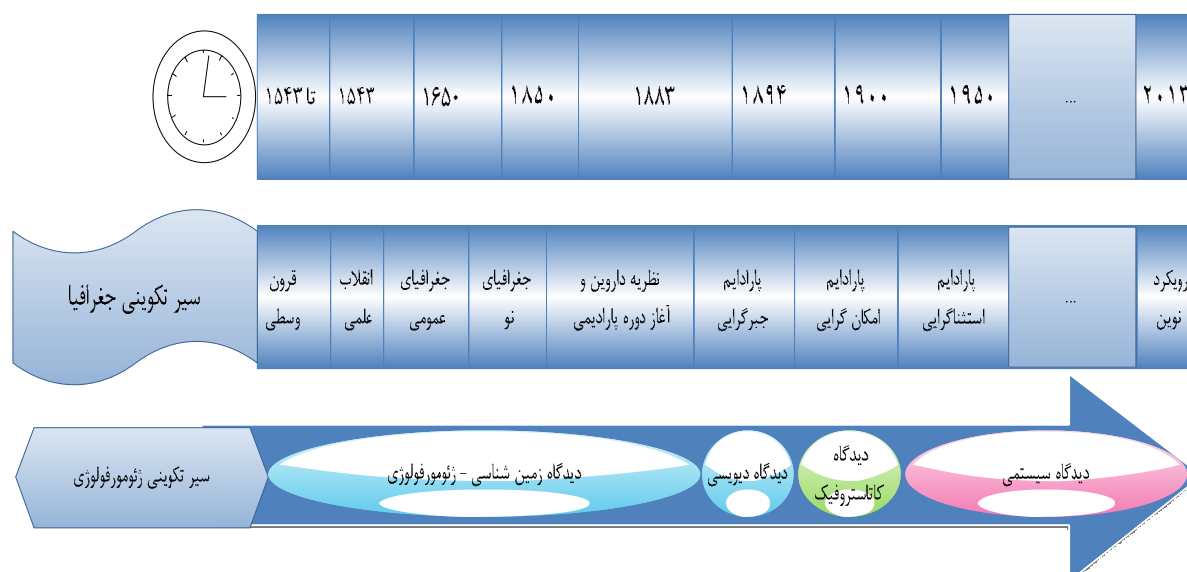 تا ۱۵۴۳
۱۵۴۳
۱۶۵۰
۱۸۵۰
۱۸۸۳
۱۸۹۴
۱۹۰۰
۱۹۵۰
...
۲۰۱۳
سیر تکوینی جغرافیا
قرون
وسطی
انقلاب
علمی
جغرافیای
عمومی
جغرافیای
نو
نظریه داروین و
آغاز دوره پارادیمی
پارادایم
جبرگرایی
پارادایم
امکان گرایی
پارادایم
استثناگرایی
...
رویکرد
نوین
سیر تکوینی ژئومورفولوژی
دیدگاه زمین شناسی - ژئومورفولوژی
دیدگاه دیویسی
دیدگاه
کاتاستروفیک
دیدگاه سیستمی